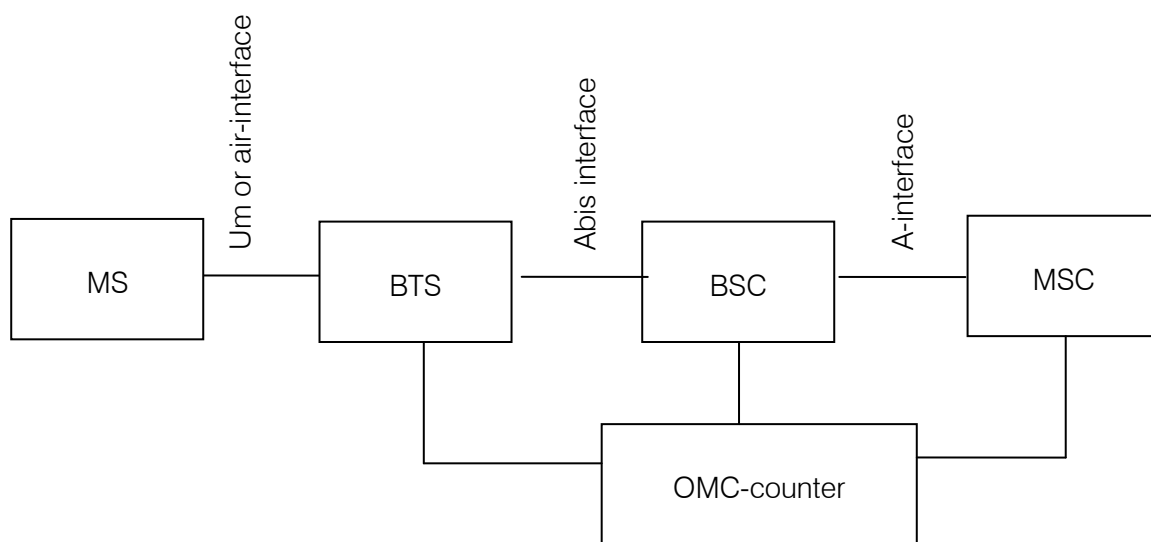 Um or air-interface
Abis interface
A-interface
MS
BTS
BSC
MSC
OMC-counter